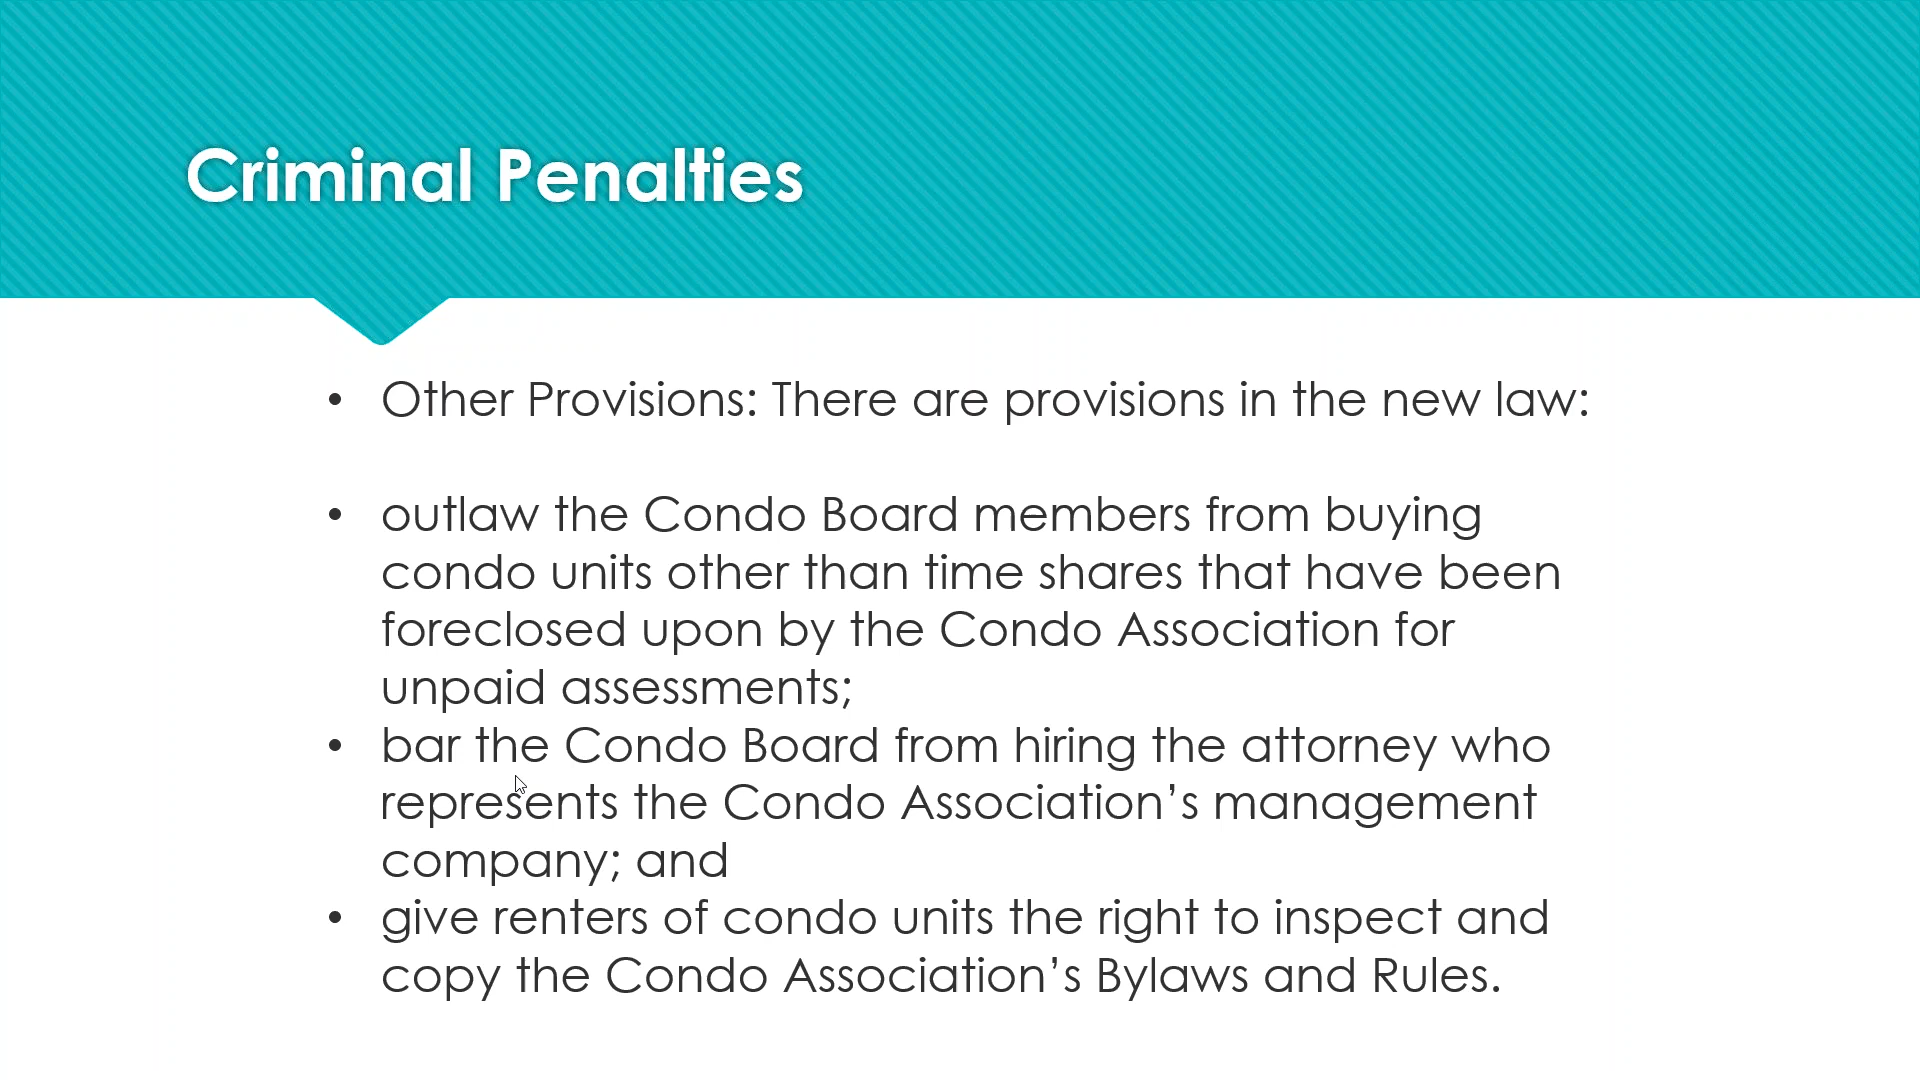 Criminal Penalties
• Other Provisions: There are provisions in the new law:
• outlaw the Condo Board members from buying
condo units other than time shares that have been
foreclosed upon by the Condo Association for
unpaid assessments;
• bar the Condo Board from hiring the attorney who
represents the Condo Association’s management
company; and
• give renters of condo units the right to inspect and
copy the Condo Association’s Bylaws and Rules.